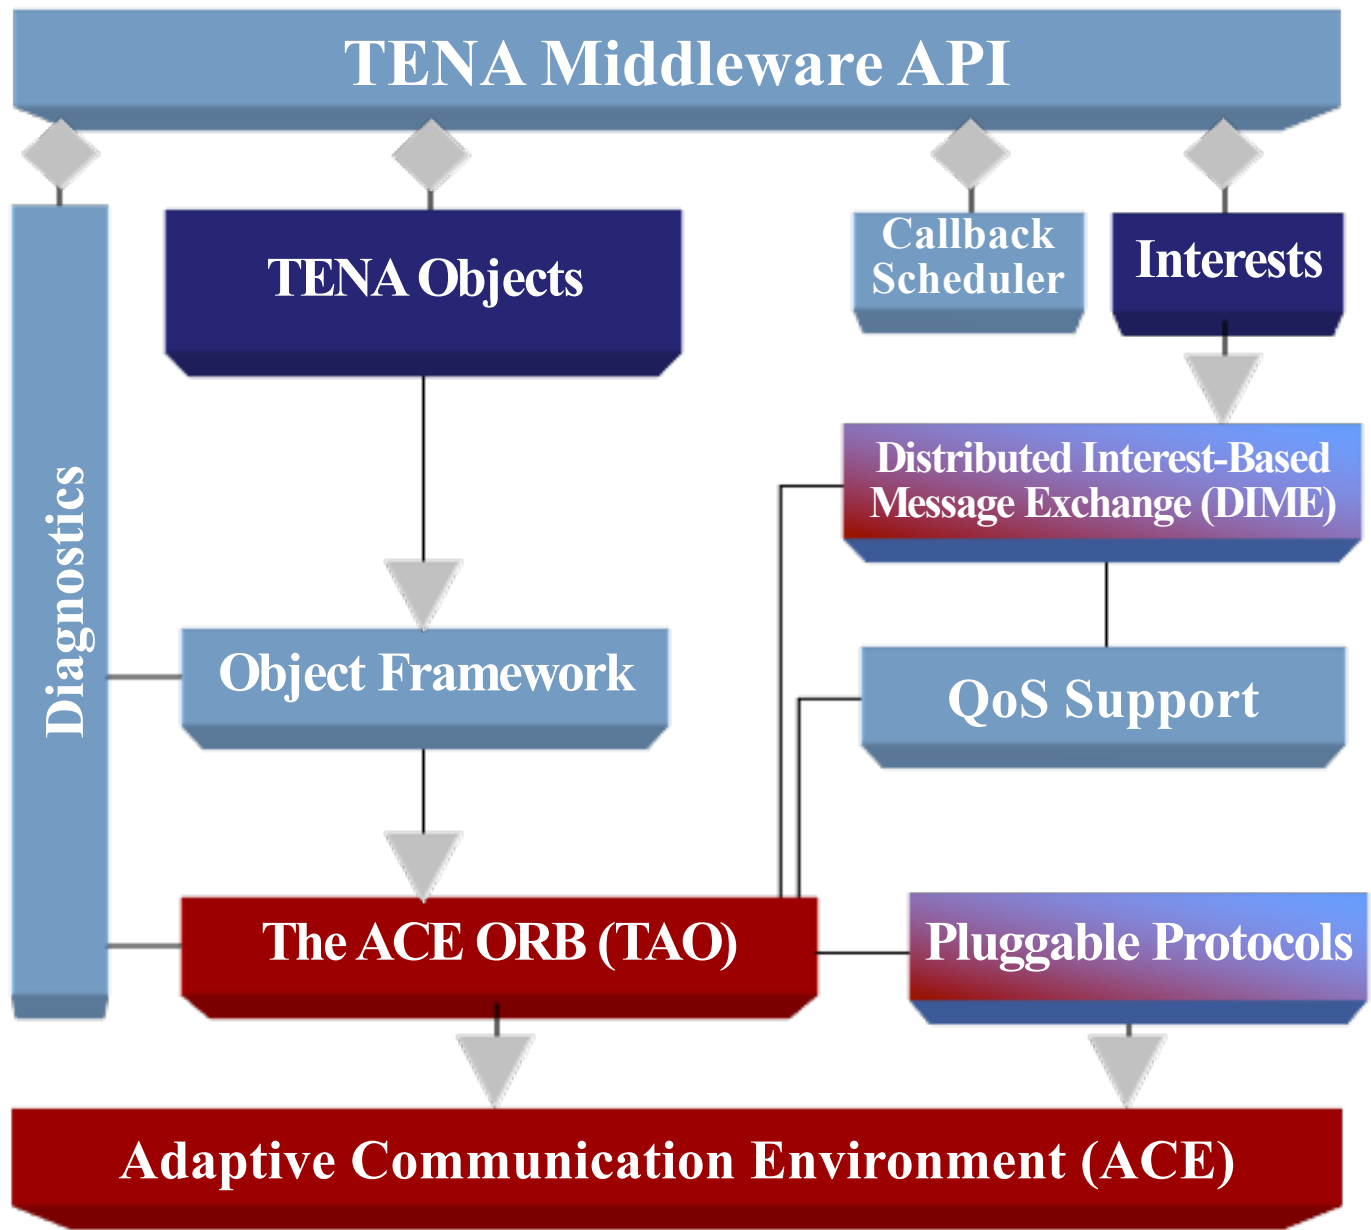 TENA Middleware API
TENA Objects
Callback
Scheduler
Interests
Distributed Interest-Based
Message Exchange (DIME)
Diagnostics
Object Framework
QoS Support
The ACE ORB (TAO)
Pluggable Protocols
Adaptive Communication Environment (ACE)